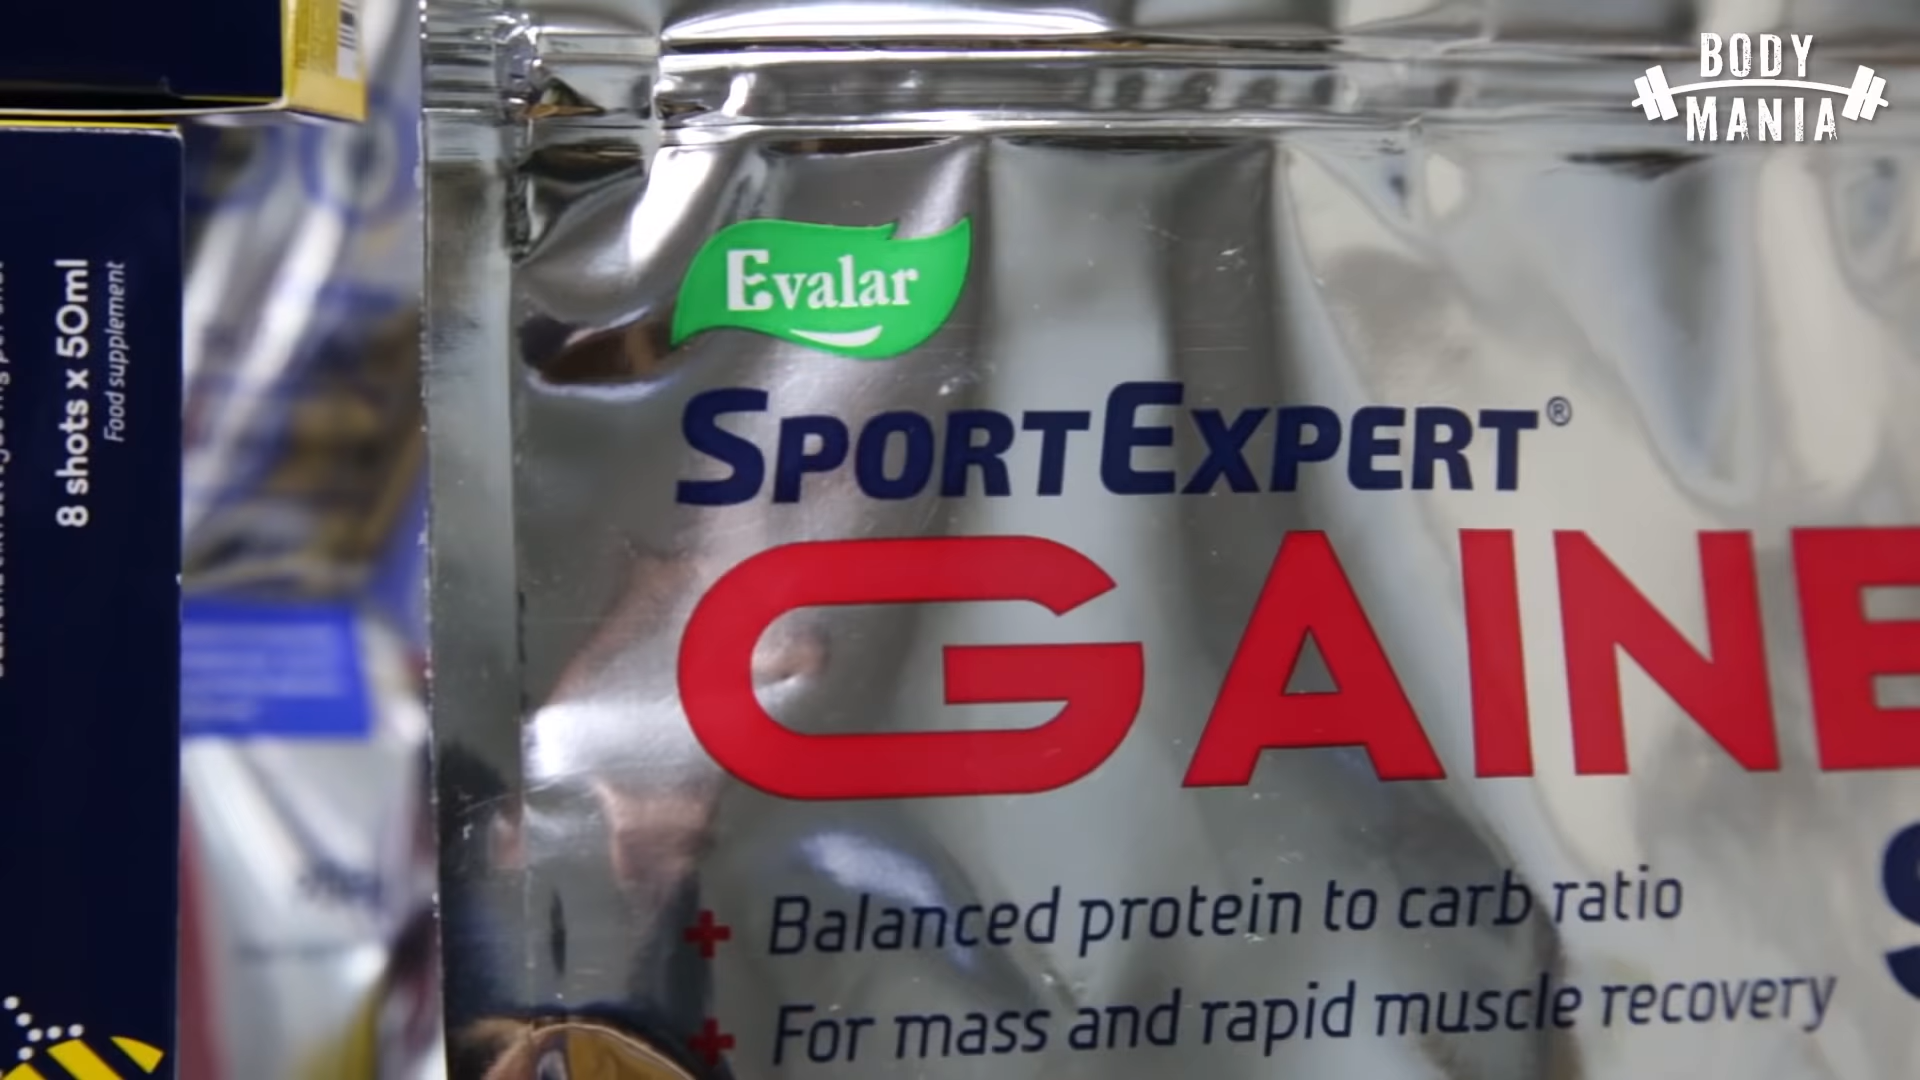 BODY
MANIA
8 shots x 50ml
Food supplement
Evalar
SPORTEXPERT®
GAINE
Balanced protein to carb ratio
For mass and rapid muscle recovery